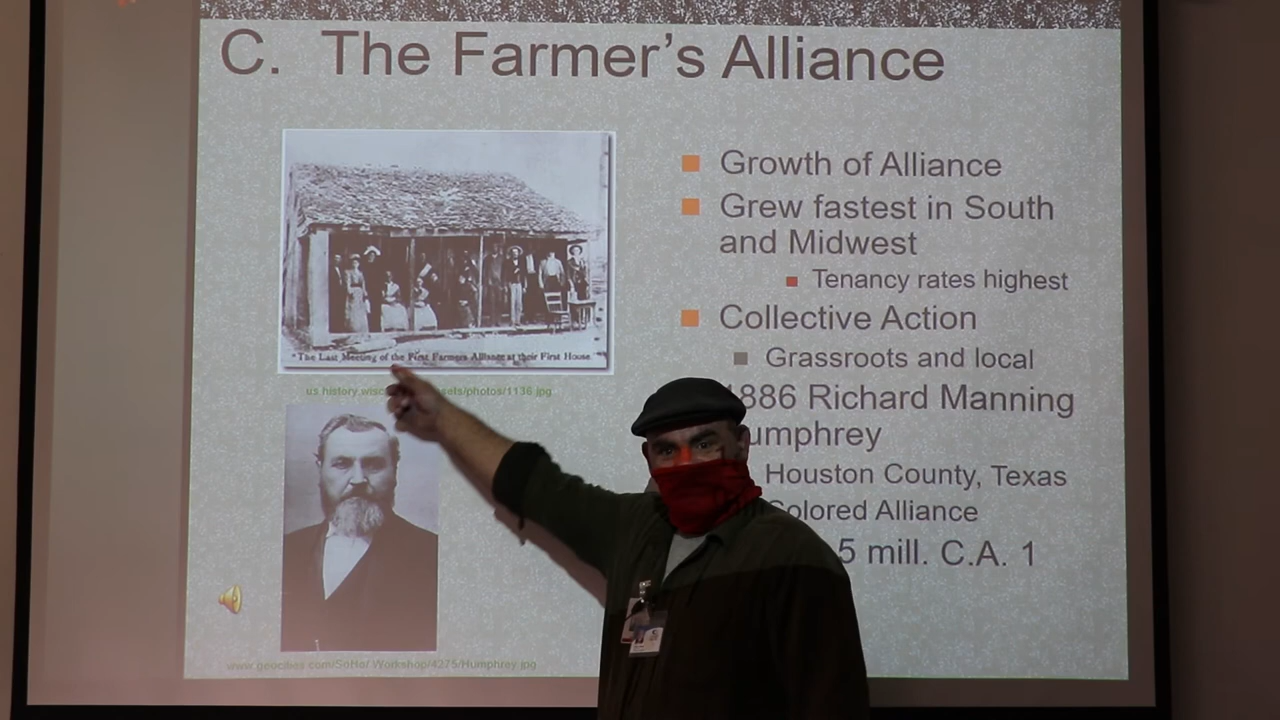 C. The Farmer's Alliance
"The Last Meeting of the First Farmers Alliance at their First House
us history.wisc
sets/photos/1136.jpg
www.geocities.com/SoHo/ Workshop/4275/Humphrey.jpg
Growth of Alliance
Grew fastest in South
and Midwest
Tenancy rates highest
Collective Action
Grassroots and local
1886 Richard Manning
umphrey
Houston County, Texas
Colored Alliance
5 mill. C.A. 1